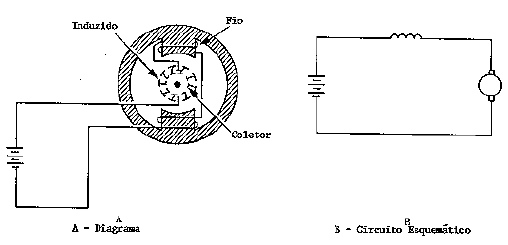 Induzido
Fio
Coletor
A
A - Diagrama
B
B - Circuito Esquemático